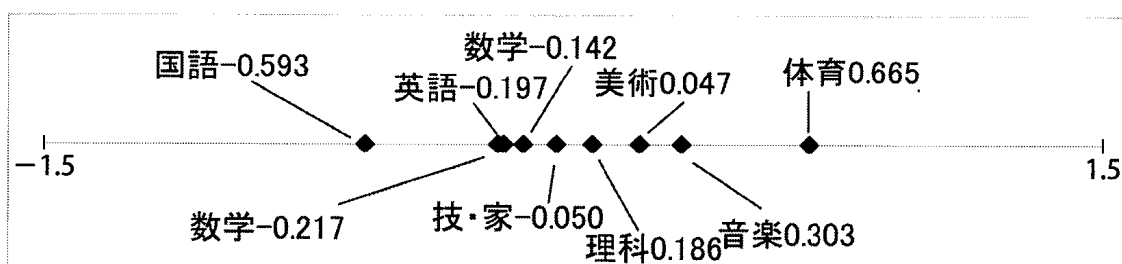 数学-0.142
国語-0.593
英語-0.197
美術0.047
体育0.665
-1.5
1.5
数学-0.217
技・家-0.050
理科0.186
音楽0.303